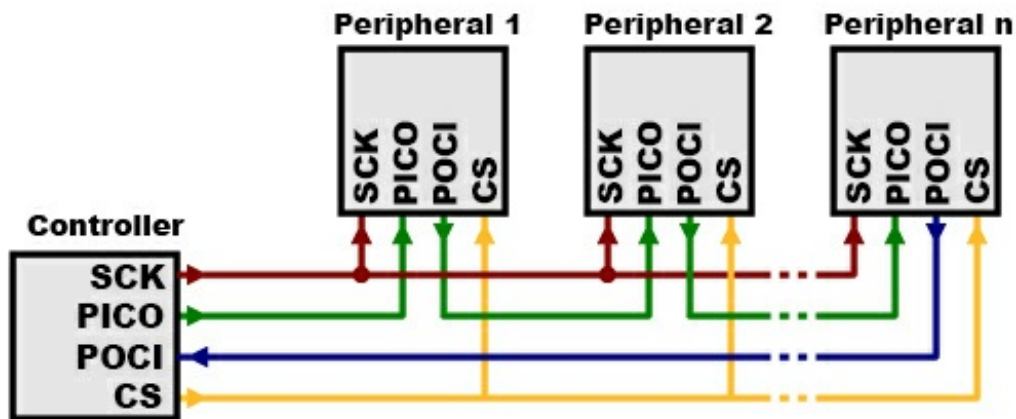 Peripheral 1
Peripheral 2
Peripheral n
SCK
PICO
POCI
CS
SCK
PICO
POCI
CS
SCK
PICO
POCI
CS
Controller
SCK
PICO
POCI
CS